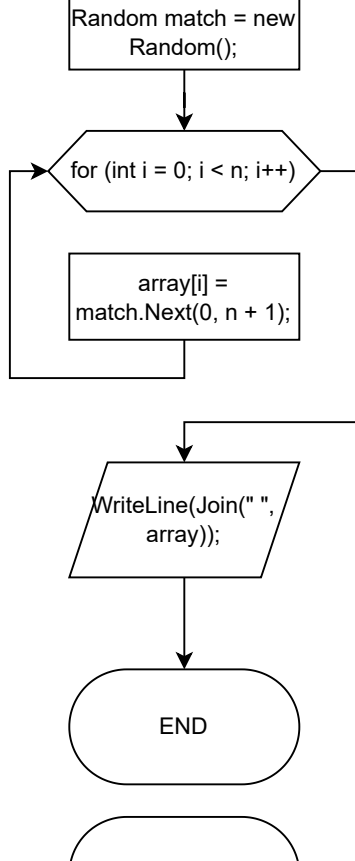 Random match = new
Random();
for (int i = 0; i < n; i++)
array[i] =
match.Next(0, n + 1);
WriteLine(Join(" ",
array));
END